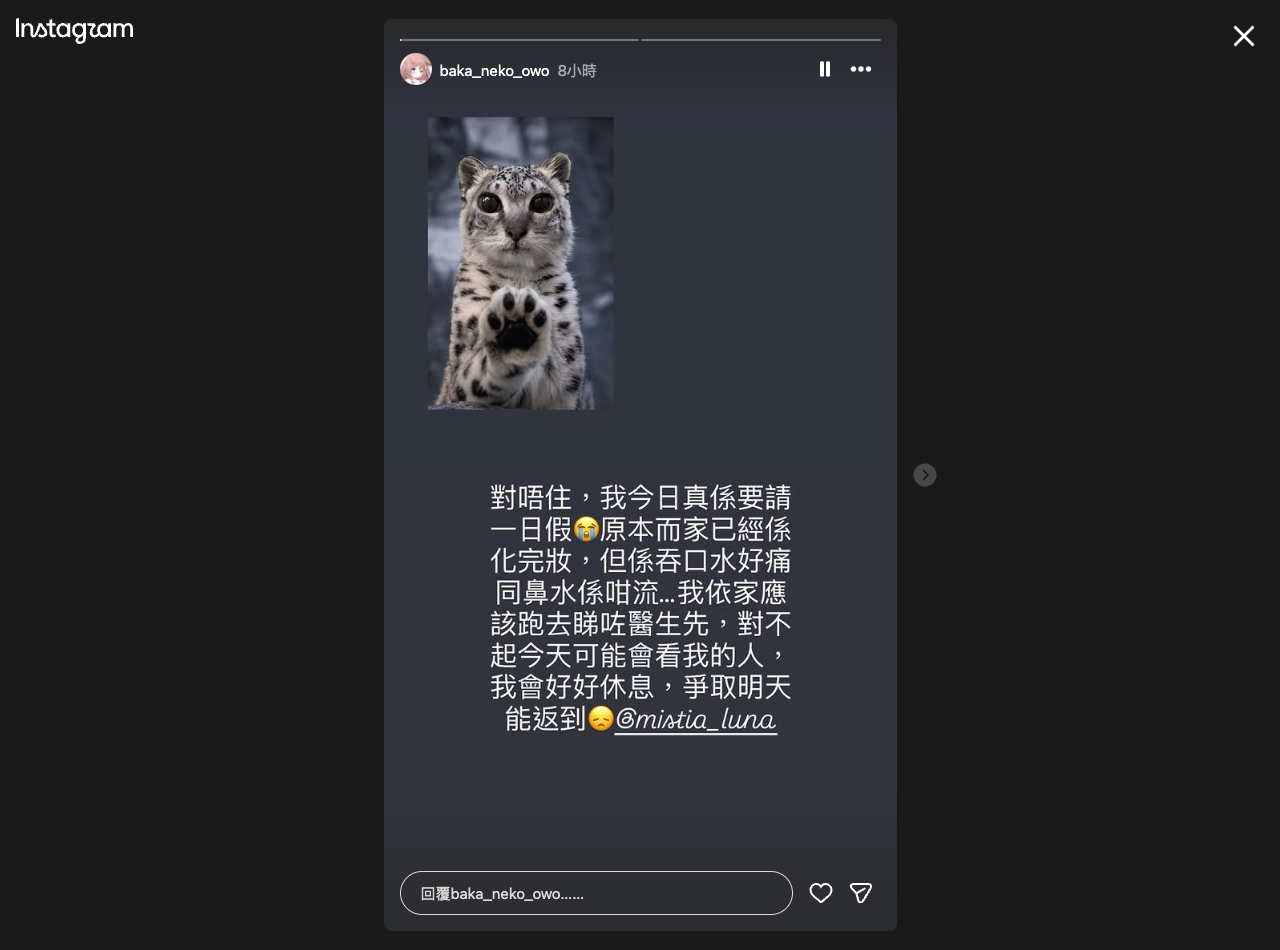 Instagram
baka_neko_owo 8小時
對唔住，我今日真係要請
一日假😭原本而家已經係
化完妝，但係吞口水好痛
同鼻水係咁流...我依家應
該跑去睇咗醫生先，對不
起今天可能會看我的人，
我會好好休息，爭取明天
能返到😞@mistia_luna
回覆baka_neko_owo......